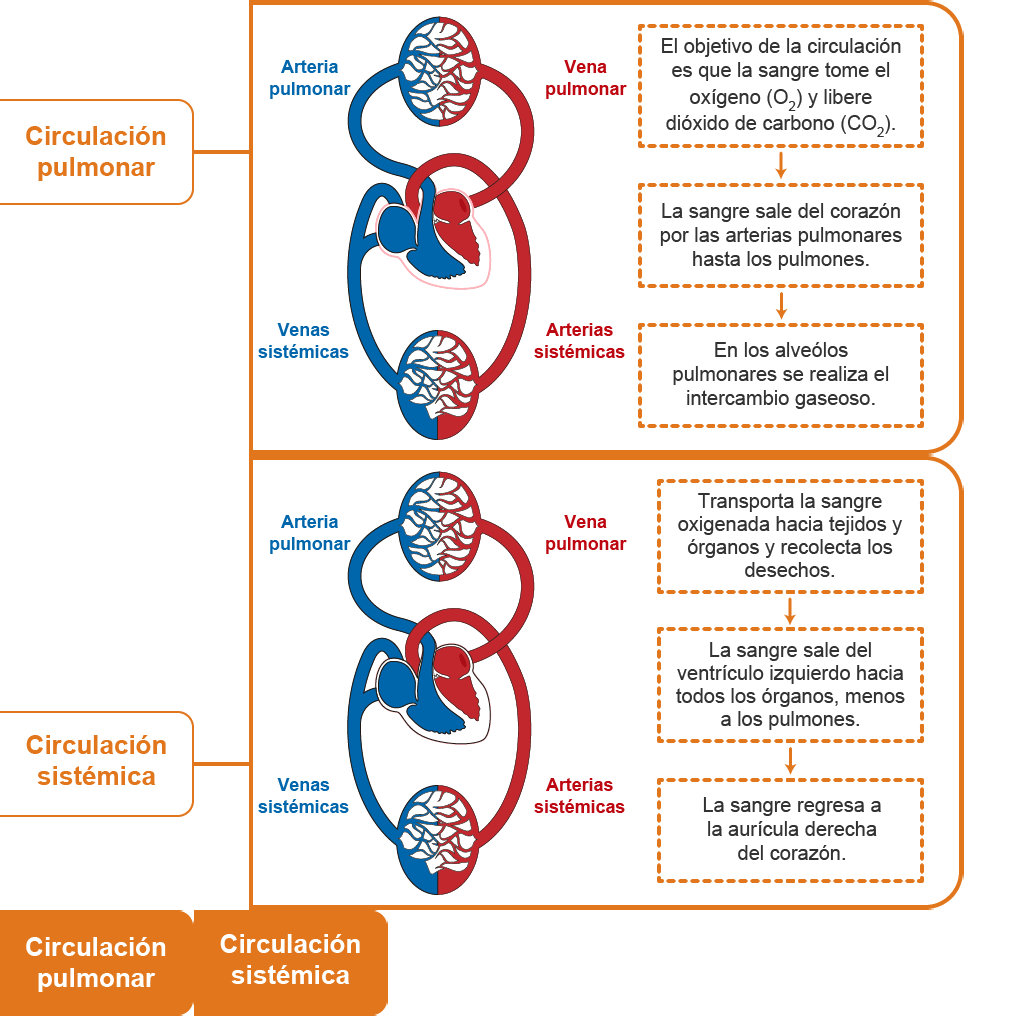 Circulación
pulmonar
Arteria
pulmonar
Vena
pulmonar
Venas
sistémicas
Arterias
sistémicas
El objetivo de la circulación
es que la sangre tome el
oxígeno (O2) y libere
dióxido de carbono (CO2).
La sangre sale del corazón
por las arterias pulmonares
hasta los pulmones.
En los alveólos
pulmonares se realiza el
intercambio gaseoso.
Circulación
sistémica
Arteria
pulmonar
Vena
pulmonar
Venas
sistémicas
Arterias
sistémicas
Transporta la sangre
oxigenada hacia tejidos y
órganos y recolecta los
desechos.
La sangre sale del
ventrículo izquierdo hacia
todos los órganos, menos
a los pulmones.
La sangre regresa a
la aurícula derecha
del corazón.
Circulación
pulmonar
Circulación
sistémica